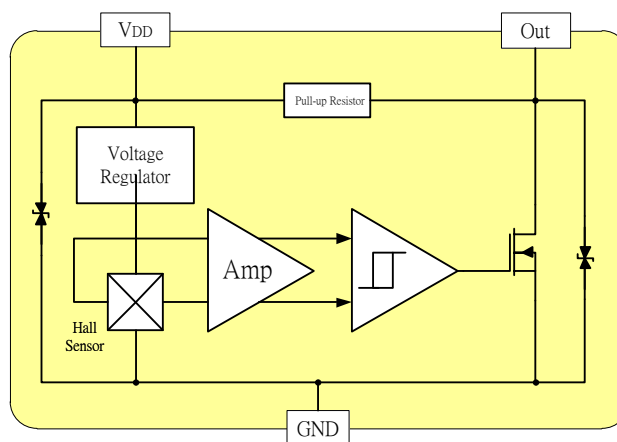 VDD
Out
Pull-up Resistor
Voltage
Regulator
Amp
Hall
Sensor
GND